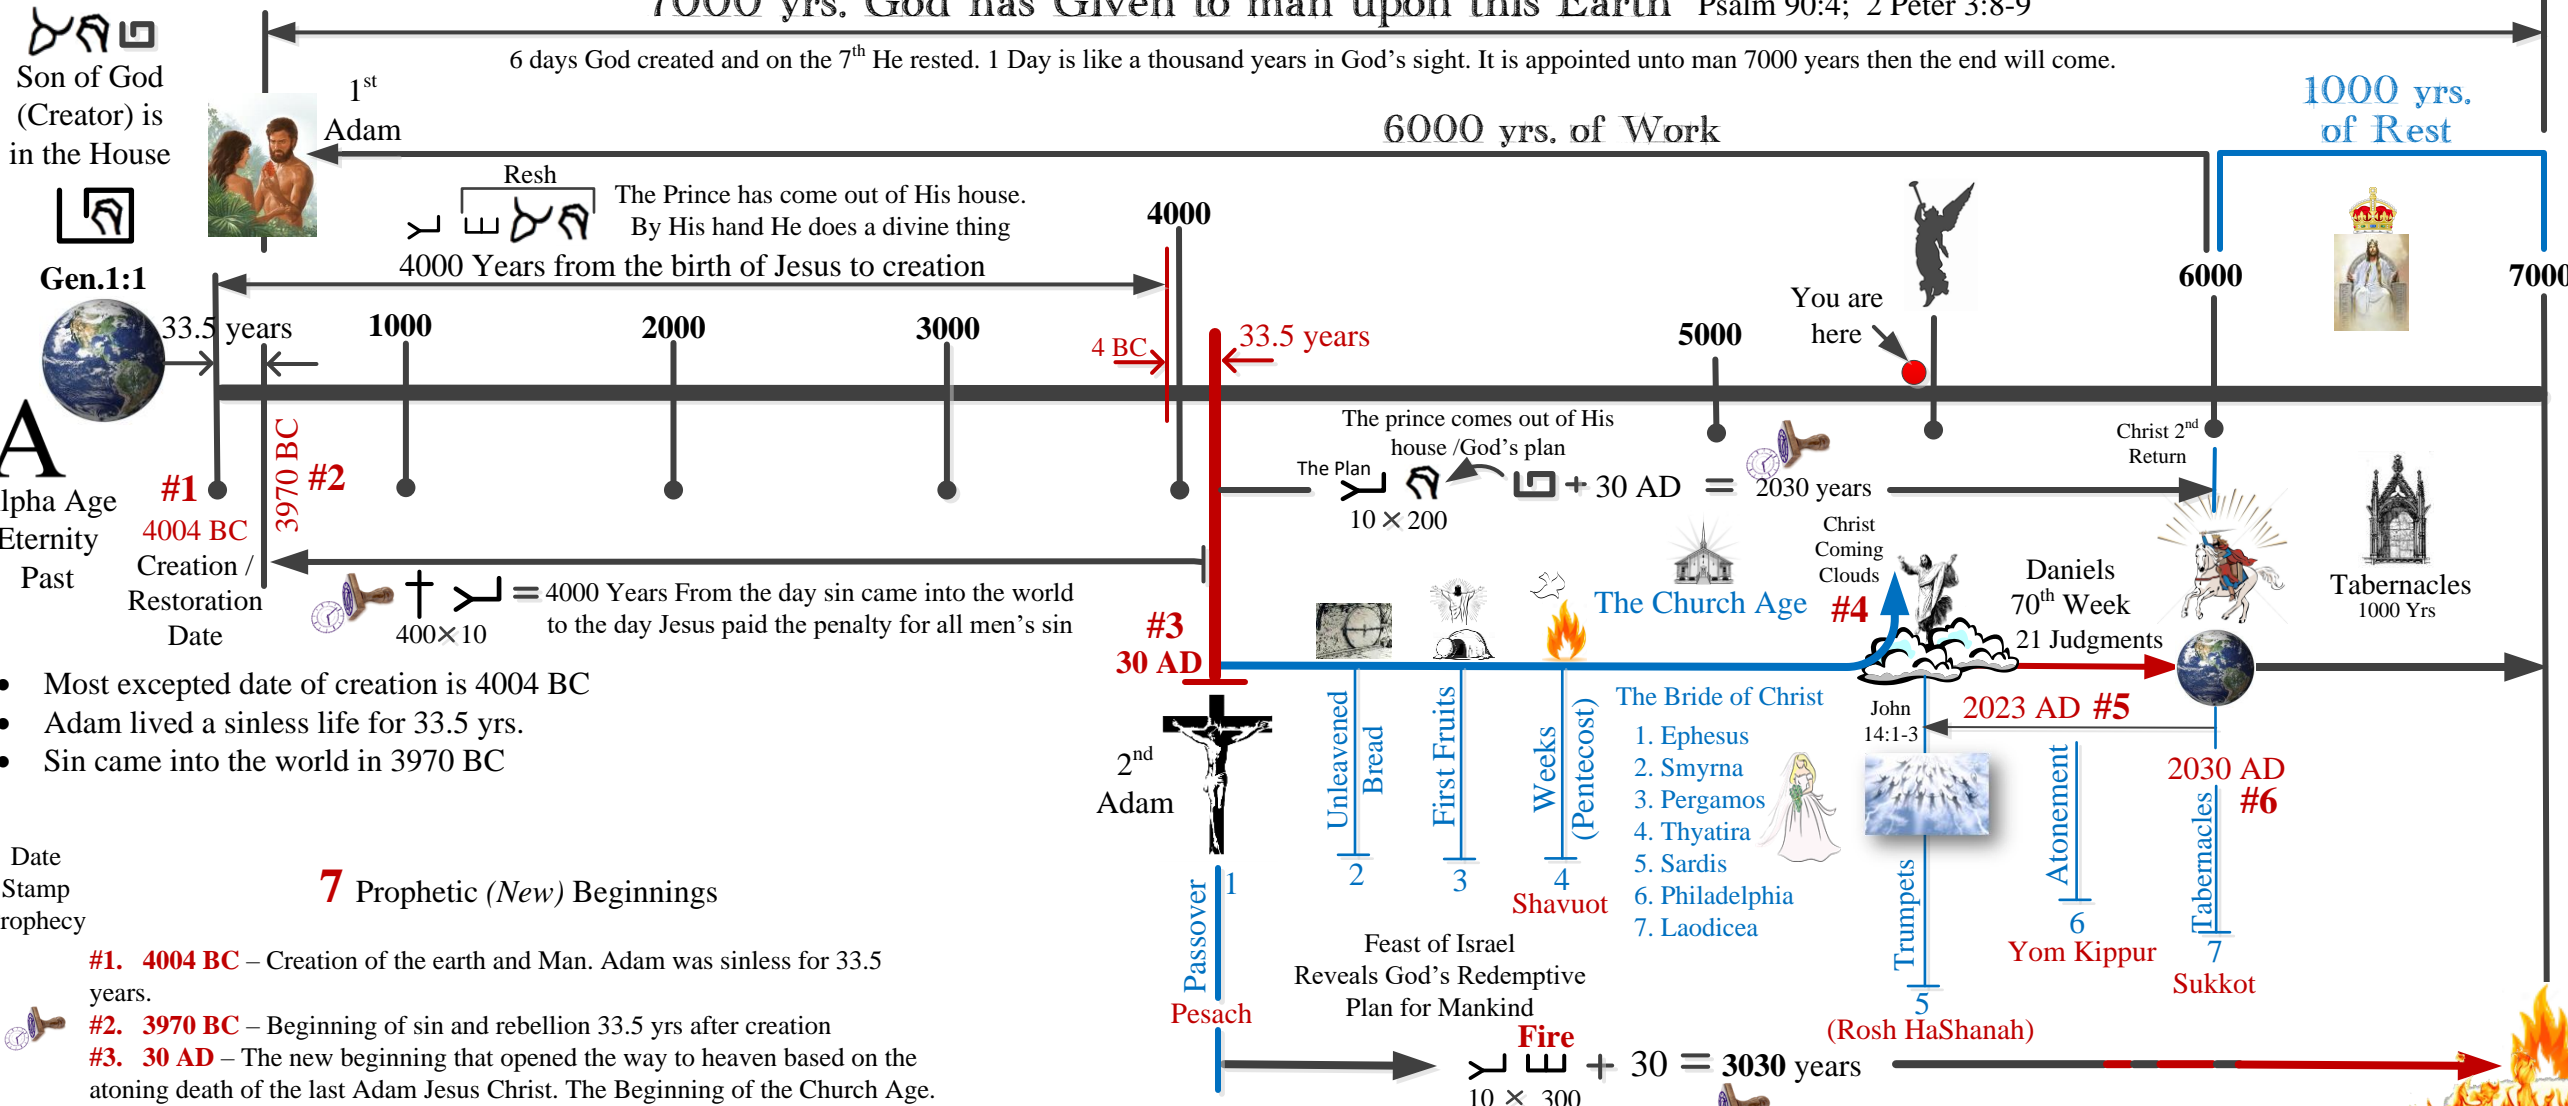 7000 yrs. God has Given to man upon this Earth Psalm 90:4; 2 Peter 3:8-9
6 days God created and on the 7th He rested. 1 Day is like a thousand years in God's sight. It is appointed unto man 7000 years then the end will come.
Son of God
(Creator) is
in the House
1st
Adam
6000 yrs. of Work
1000 yrs.
of Rest
Resh
The Prince has come out of His house.
By His hand He does a divine thing
4000 Years from the birth of Jesus to creation
Gen.1:1
33.5 years
1000
2000
3000
4000
4 BC
33.5 years
5000
You are
here
6000
7000
A
lpha Age
Eternity
Past
#1
4004 BC
Creation /
Restoration
Date
3970 BC
#2
The prince comes out of His
house /God's plan
The Plan
+ 30 AD = 2030 years
10 × 200
Christ 2nd
Return
400×10
= 4000 Years From the day sin came into the world
to the day Jesus paid the penalty for all men's sin
#3
30 AD
The Church Age
Christ
Coming
Clouds
#4
Daniels
70th Week
21 Judgments
Tabernacles
1000 Yrs
• Most excepted date of creation is 4004 BC
• Adam lived a sinless life for 33.5 yrs.
• Sin came into the world in 3970 BC
2nd
Adam
Unleavened
Bread
2
First Fruits
3
Weeks
(Pentecost)
4
Shavuot
The Bride of Christ
1. Ephesus
2. Smyrna
3. Pergamos
4. Thyatira
5. Sardis
6. Philadelphia
7. Laodicea
John
14:1-3
2023 AD #5
2030 AD
#6
Trumpets
5
(Rosh HaShanah)
Atonement
6
Yom Kippur
Tabernacles
7
Sukkot
Passover
1
Pesach
Feast of Israel
Reveals God's Redemptive
Plan for Mankind
Fire
+ 30 = 3030 years
10 × 300
Date
Stamp
rophecy
7 Prophetic (New) Beginnings
#1. 4004 BC – Creation of the earth and Man. Adam was sinless for 33.5
years.
#2. 3970 BC – Beginning of sin and rebellion 33.5 yrs after creation
#3. 30 AD – The new beginning that opened the way to heaven based on the
atoning death of the last Adam Jesus Christ. The Beginning of the Church Age.